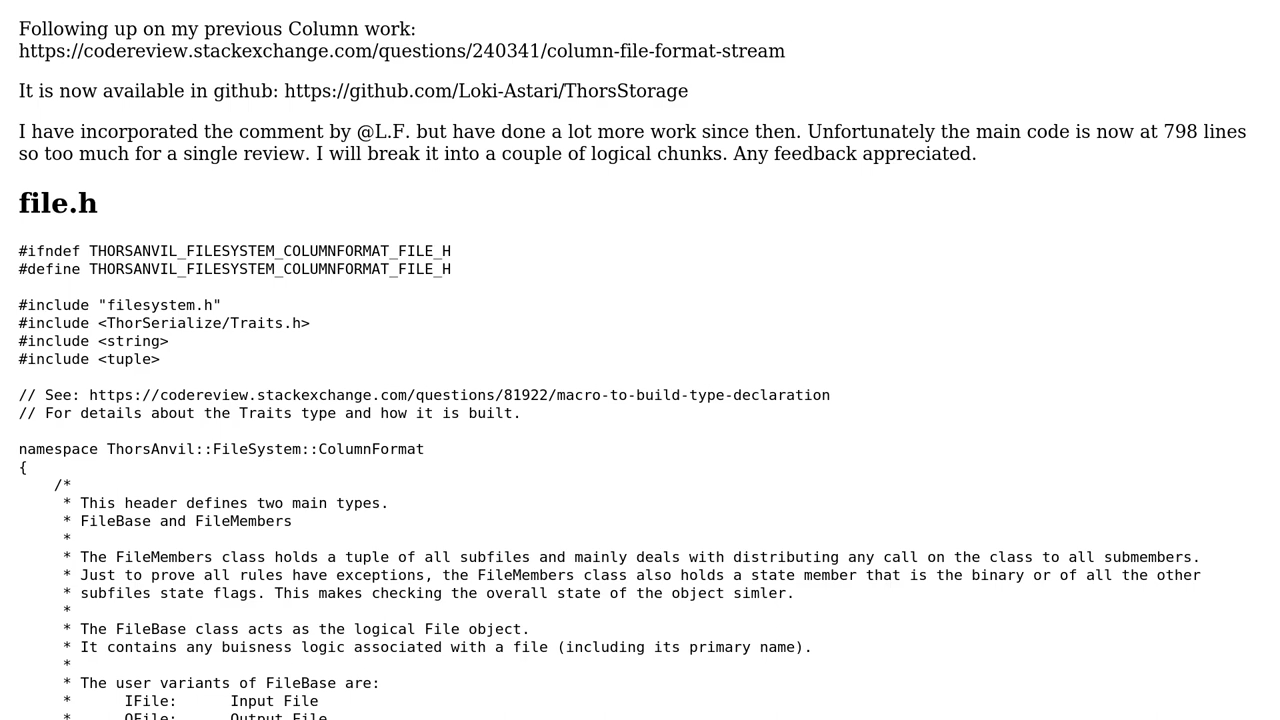 Following up on my previous Column work:
https://codereview.stackexchange.com/questions/240341/column-file-format-stream
It is now available in github: https://github.com/Loki-Astari/ThorsStorage
I have incorporated the comment by @L.F. but have done a lot more work since then. Unfortunately the main code is now at 798 lines
so too much for a single review. I will break it into a couple of logical chunks. Any feedback appreciated.
file.h
#ifndef THORSANVIL_FILESYSTEM_COLUMNFORMAT_FILE_H
#define THORSANVIL_FILESYSTEM_COLUMNFORMAT_FILE_H
#include "filesystem.h"
#include <ThorSerialize/Traits.h>
#include <string>
#include <tuple>
// See: https://codereview.stackexchange.com/questions/81922/macro-to-build-type-declaration
// For details about the Traits type and how it is built.
namespace ThorsAnvil::FileSystem::ColumnFormat
{
    /*
     * This header defines two main types.
     * FileBase and FileMembers
     *
     * The FileMembers class holds a tuple of all subfiles and mainly deals with distributing any call on the class to all submembers.
     * Just to prove all rules have exceptions, the FileMembers class also holds a state member that is the binary or of all the other
     * subfiles state flags. This makes checking the overall state of the object simler.
     *
     * The FileBase class acts as the logical File object.
     * It contains any buisness logic associated with a file (including its primary name).
     *
     * The user variants of FileBase are:
     *      IFile:      Input File
     *      OFile:      Output File